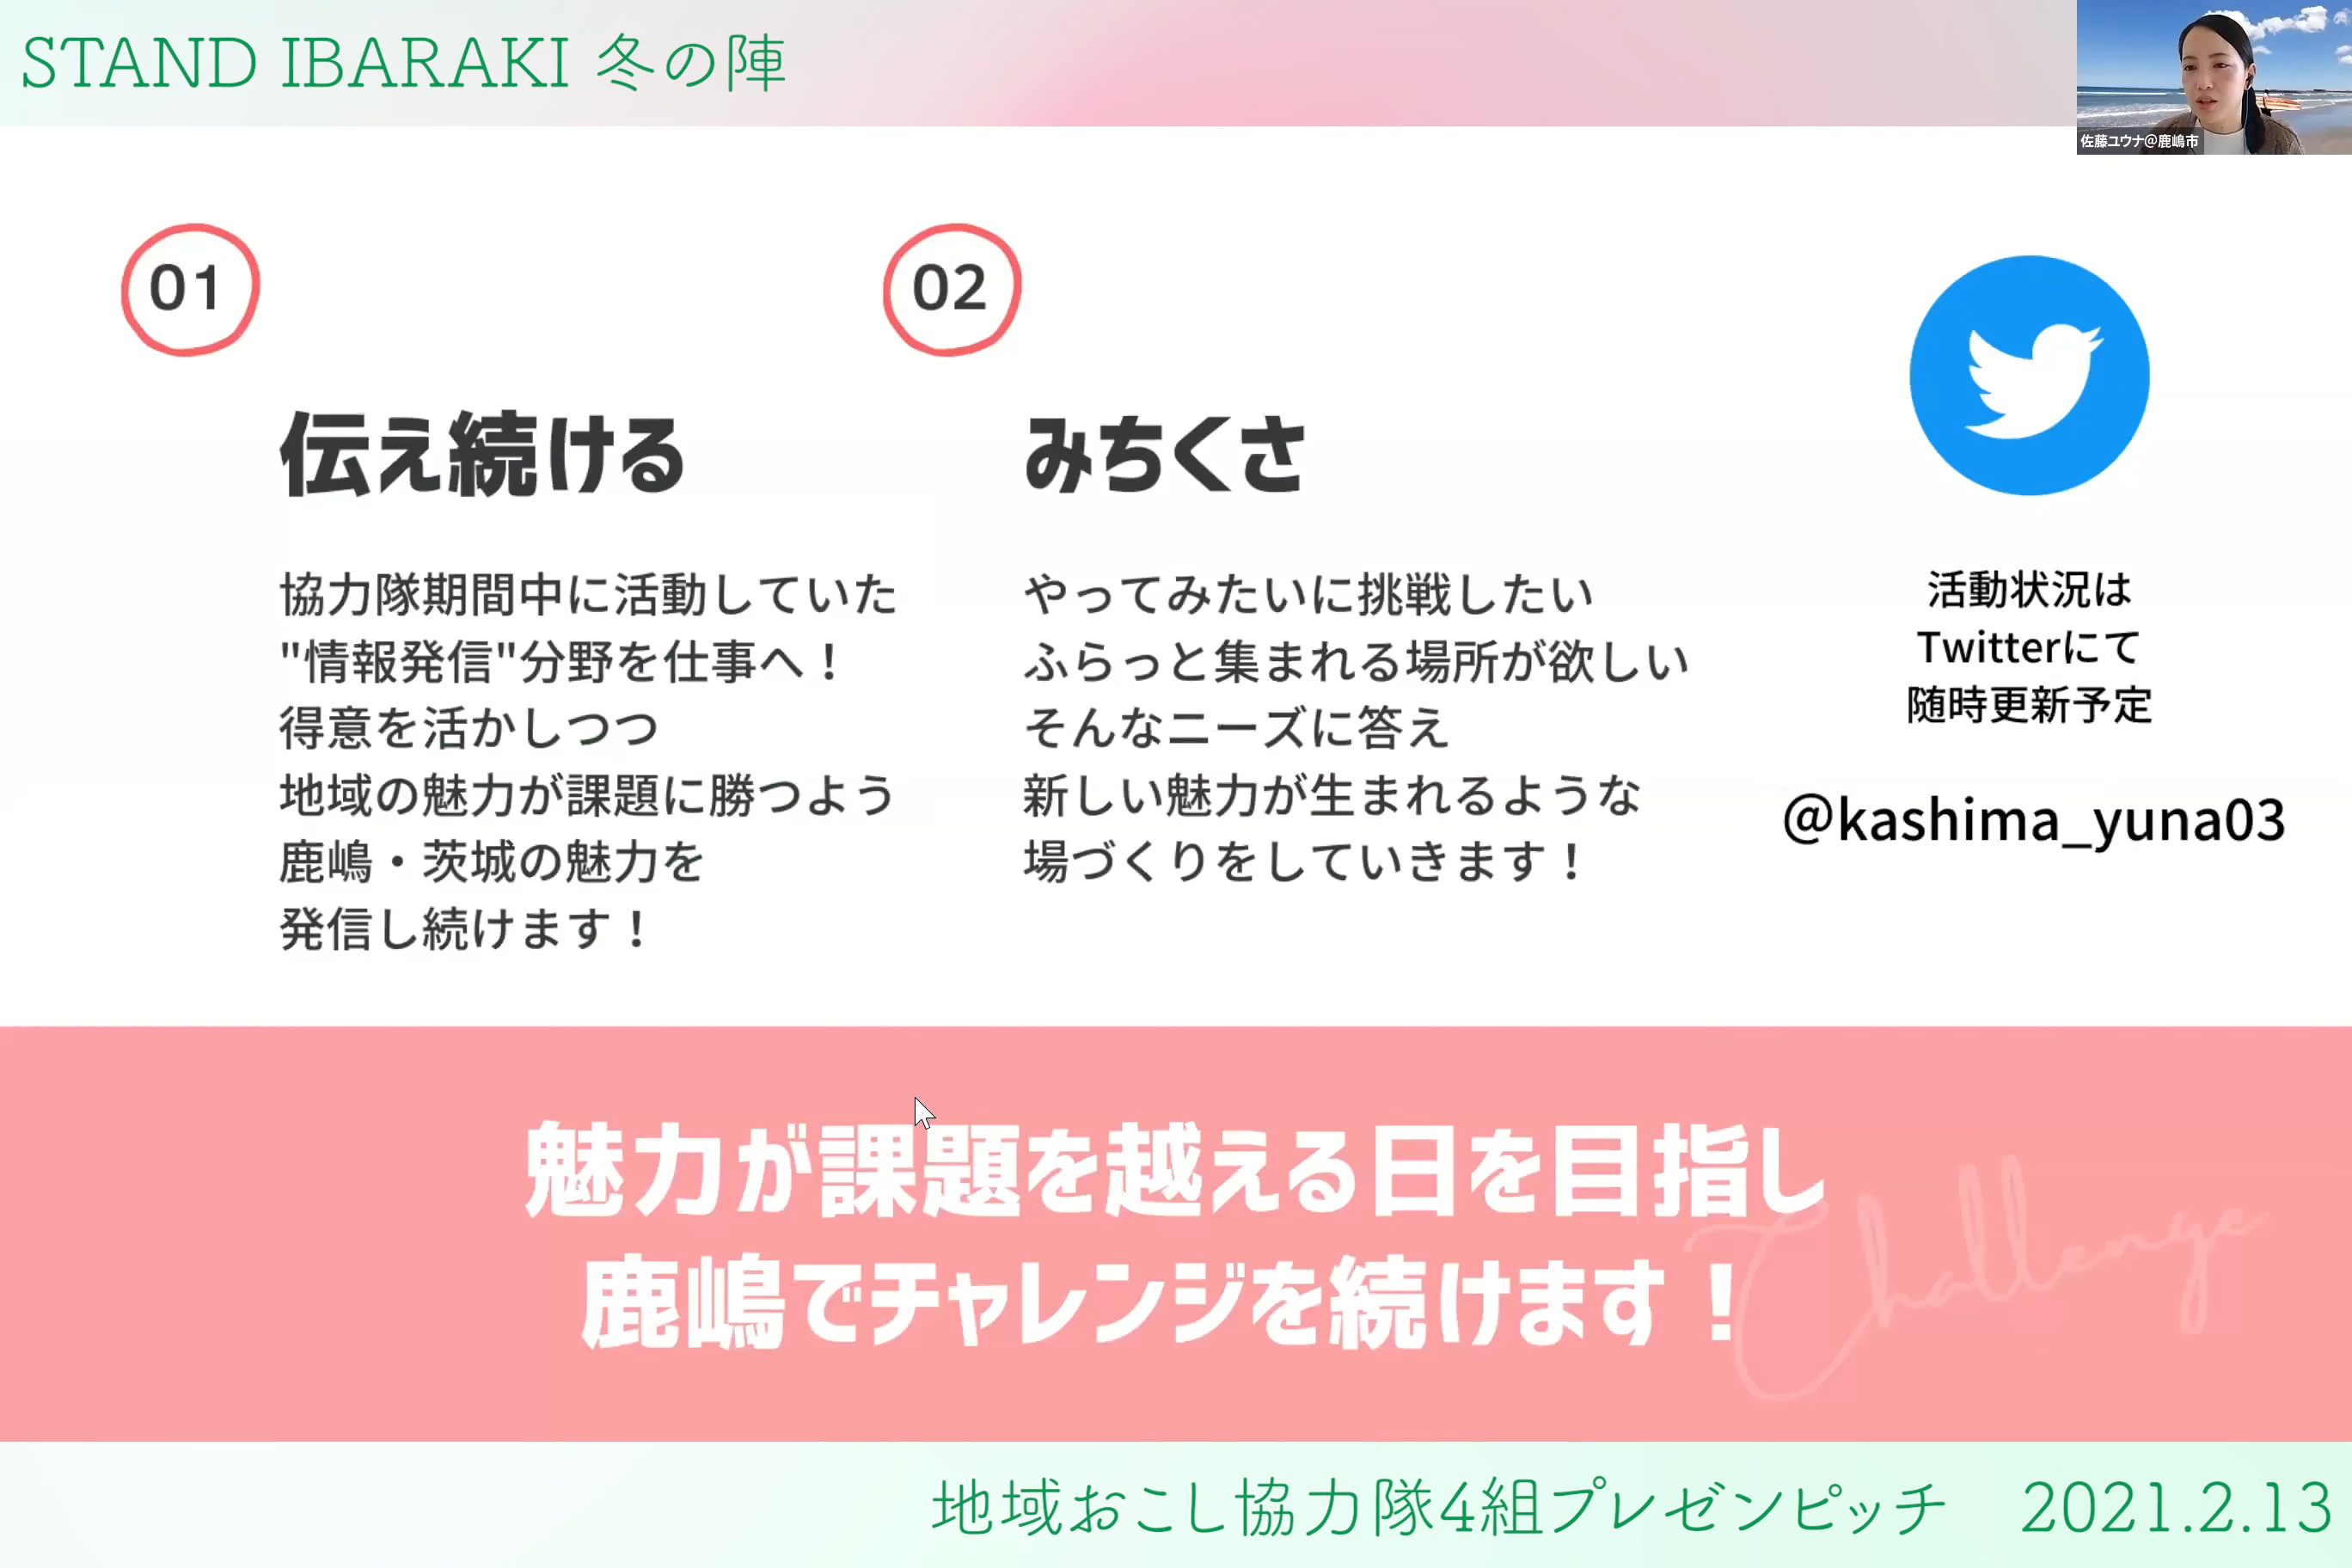 STAND IBARAKI 冬の陣
佐藤ユウナ@鹿嶋市
01
伝え続ける
協力隊期間中に活動していた
"情報発信"分野を仕事へ！
得意を活かしつつ
地域の魅力が課題に勝つよう
鹿嶋・茨城の魅力を
発信し続けます！
02
みちくさ
やってみたいに挑戦したい
ふらっと集まれる場所が欲しい
そんなニーズに答え
新しい魅力が生まれるような
場づくりをしていきます！
活動状況は
Twitterにて
随時更新予定
@kashima_yuna03
魅力が課題を越える日を目指し
鹿嶋でチャレンジを続けます！
Challenge
地域おこし協力隊4組プレゼンピッチ 2021.2.13